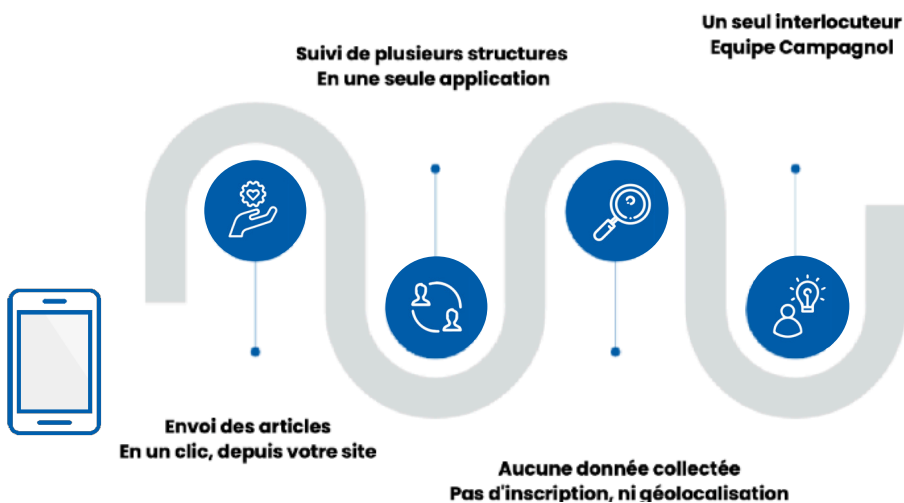 Un seul interlocuteur
Equipe Campagnol
Suivi de plusieurs structures
En une seule application
Envoi des articles
En un clic, depuis votre site
Aucune donnée collectée
Pas d'inscription, ni géolocalisation